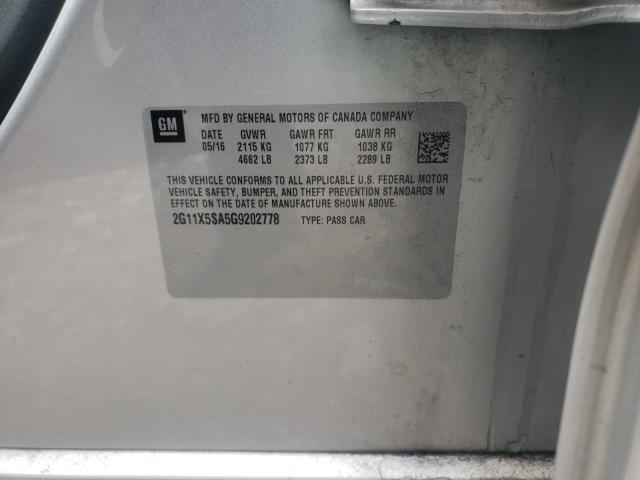 GM
MFD BY GENERAL MOTORS OF CANADA COMPANY
DATE GVWR GAWR FRT GAWR RR
05/16 2115 KG 1077 KG 1038 KG
4662 LB 2373 LB 2289 LB
THIS VEHICLE CONFORMS TO ALL APPLICABLE U.S. FEDERAL MOTOR
VEHICLE SAFETY, BUMPER, AND THEFT PREVENTION STANDARDS IN
EFFECT ON THE DATE OF MANUFACTURE SHOWN ABOVE.
2G11X5SA5G9202778 TYPE: PASS CAR